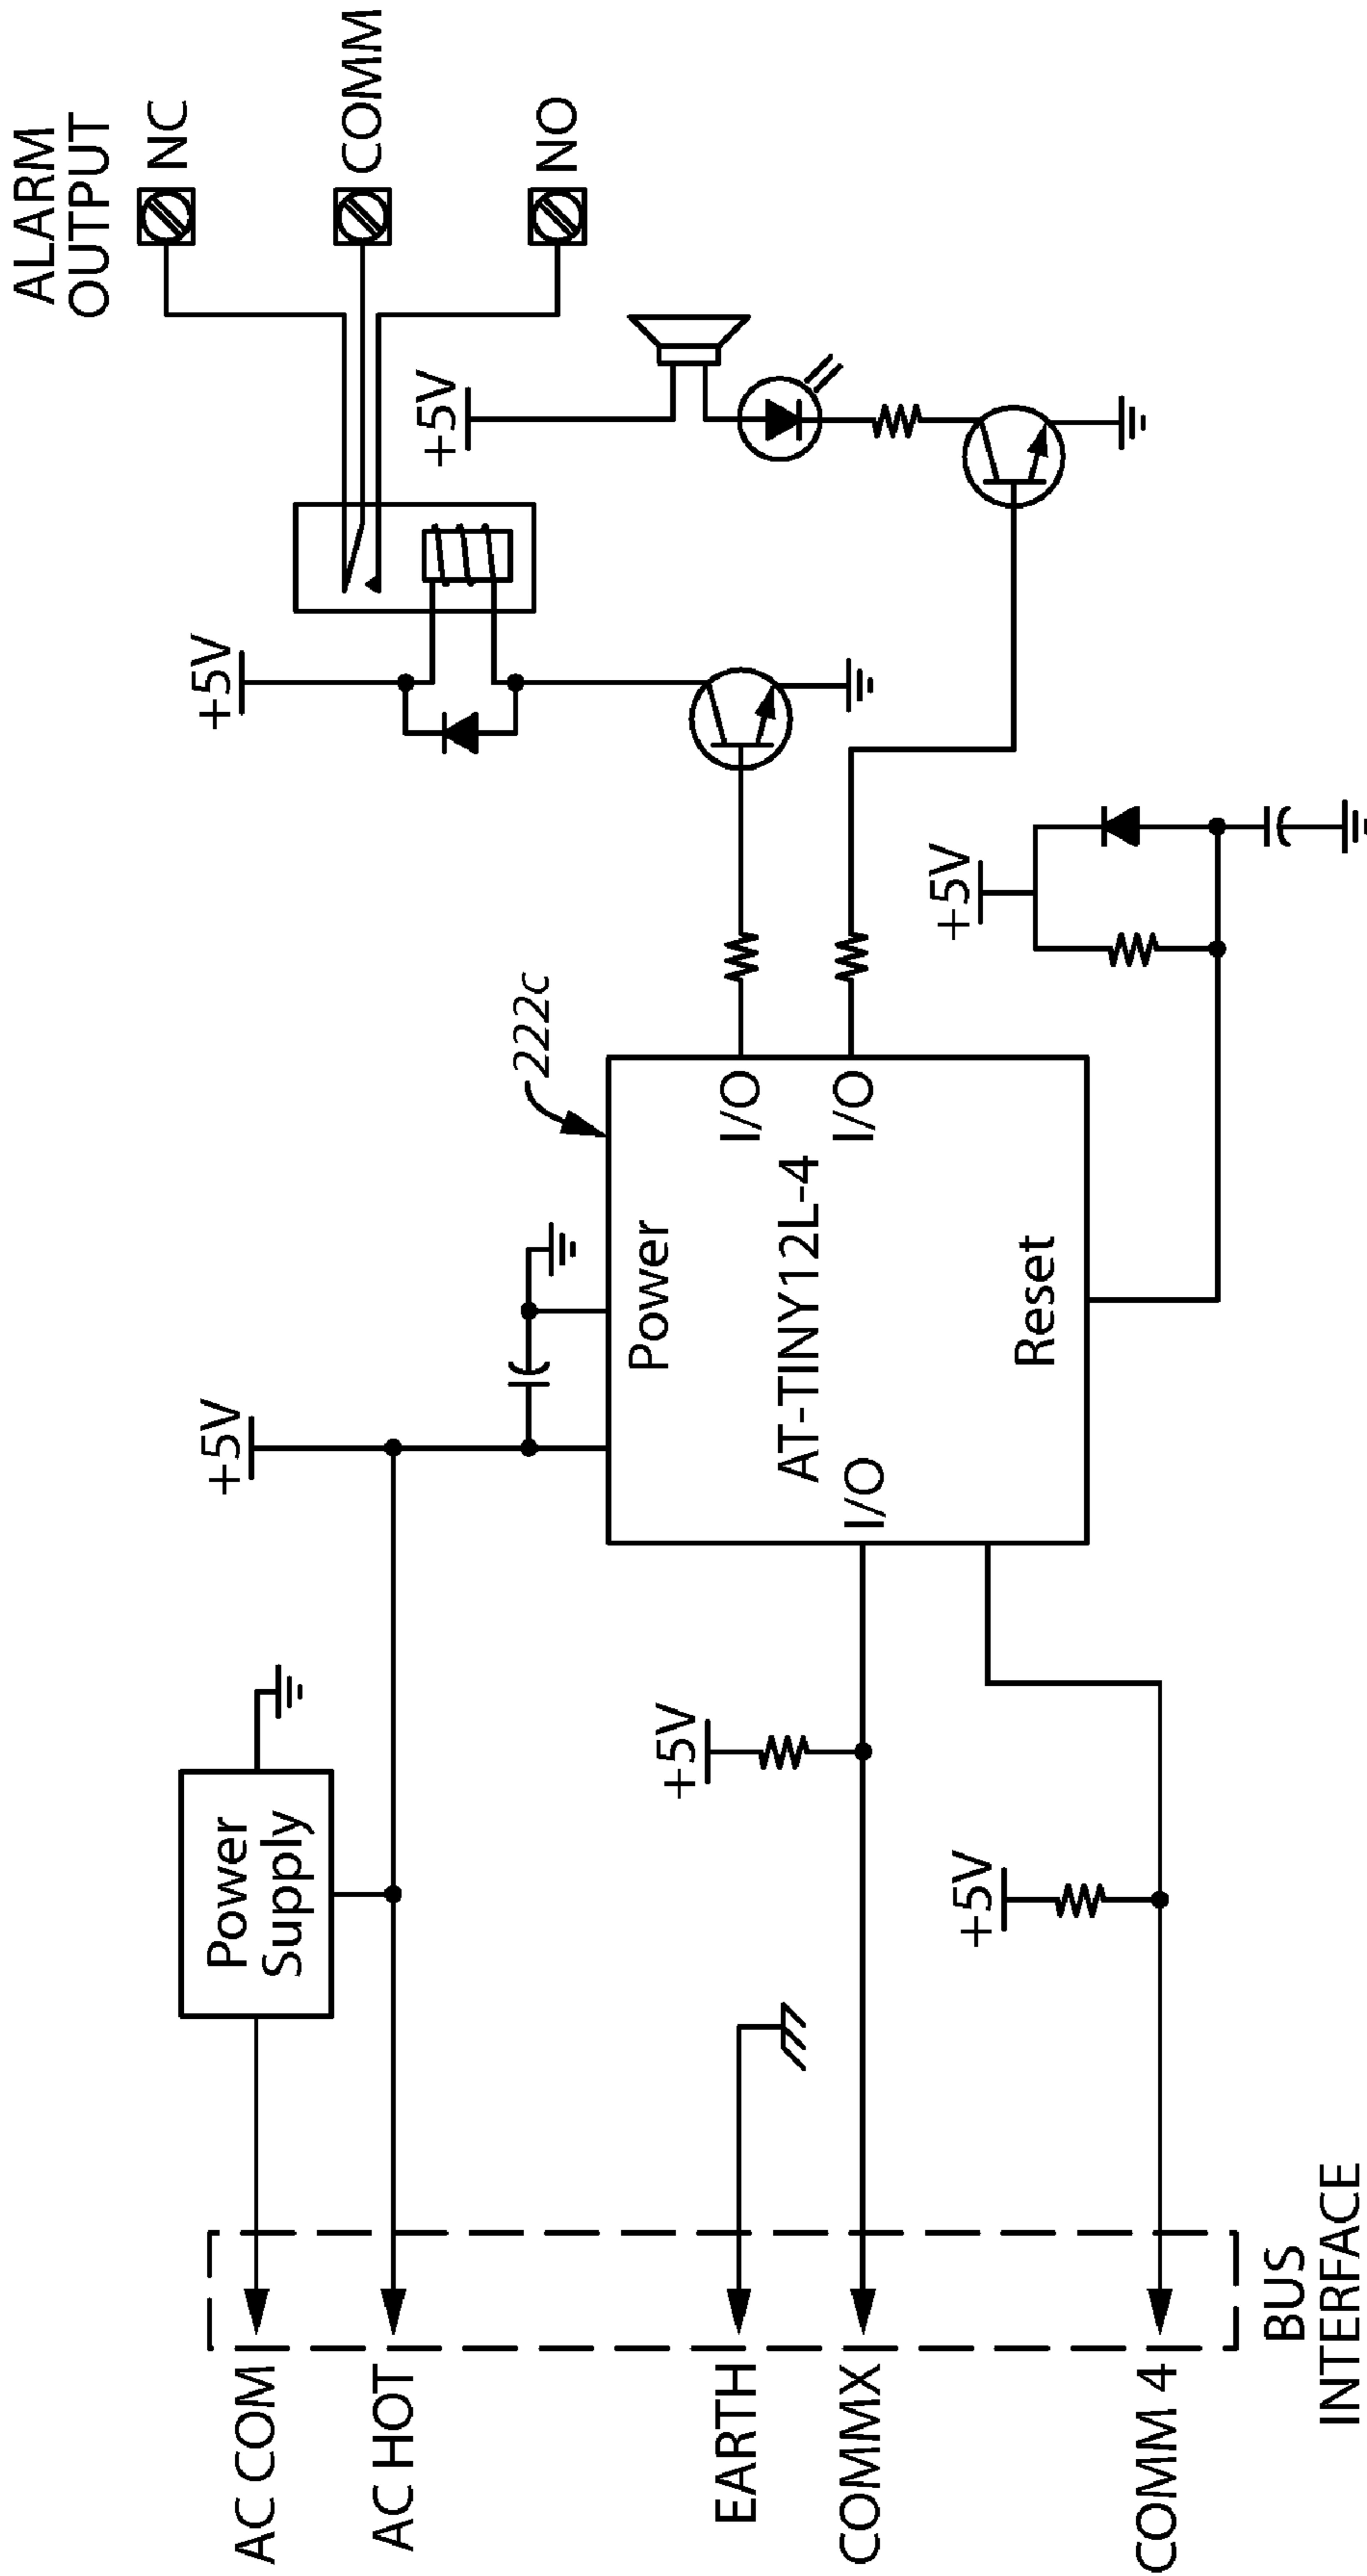 ALARM
OUTPUT
NC
COMM
NO
+5V
+5V
+5V
222c
+5V
Power
Supply
Power
I/O
I/O
AT-TINY12L-4
I/O
Reset
+5V
+5V
AC COM
AC HOT
EARTH
COMMX
COMM 4
BUS
INTERFACE